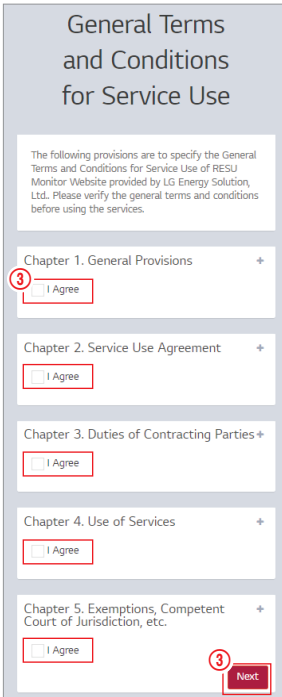 General Terms
and Conditions
for Service Use
The following provisions are to specify the General
Terms and Conditions for Service Use of RESU
Monitor Website provided by LG Energy Solution,
Ltd.. Please verify the general terms and conditions
before using the services.
Chapter 1. General Provisions +
③
I Agree
Chapter 2. Service Use Agreement +
I Agree
Chapter 3. Duties of Contracting Parties +
I Agree
Chapter 4. Use of Services +
I Agree
Chapter 5. Exemptions, Competent +
Court of Jurisdiction, etc.
I Agree
③
Next